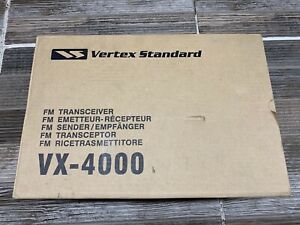 Vertex Standard
FM TRANSCEIVER
FM EMETTEUR-RÉCEPTEUR
FM SENDER/EMPFÄNGER
FM TRANSCEPTOR
FM RICETRASMETTITORE
VX-4000